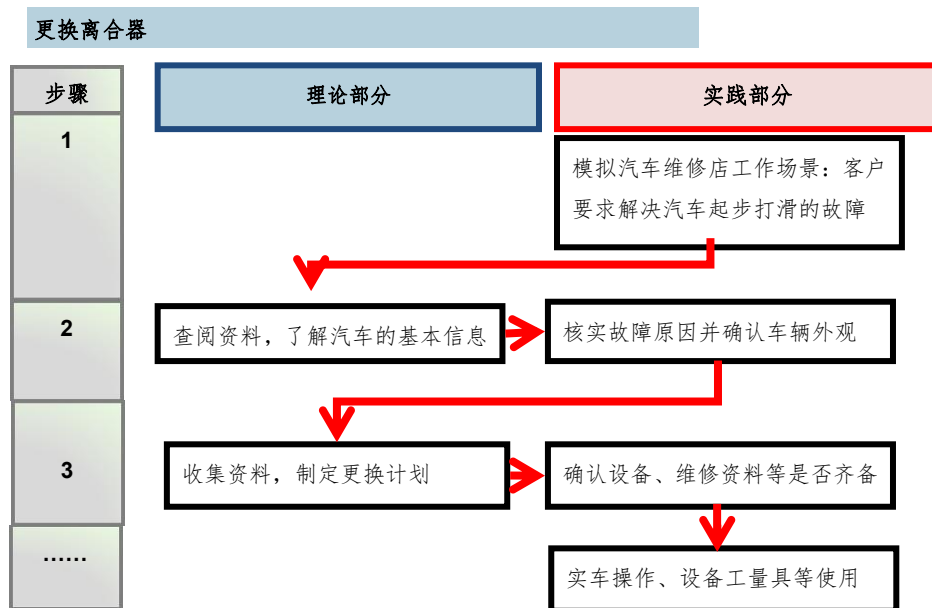 更换离合器
步骤
理论部分
实践部分
1
模拟汽车维修店工作场景：客户
要求解决汽车起步打滑的故障
2
查阅资料，了解汽车的基本信息
核实故障原因并确认车辆外观
3
收集资料，制定更换计划
确认设备、维修资料等是否齐备
……
实车操作、设备工量具等使用